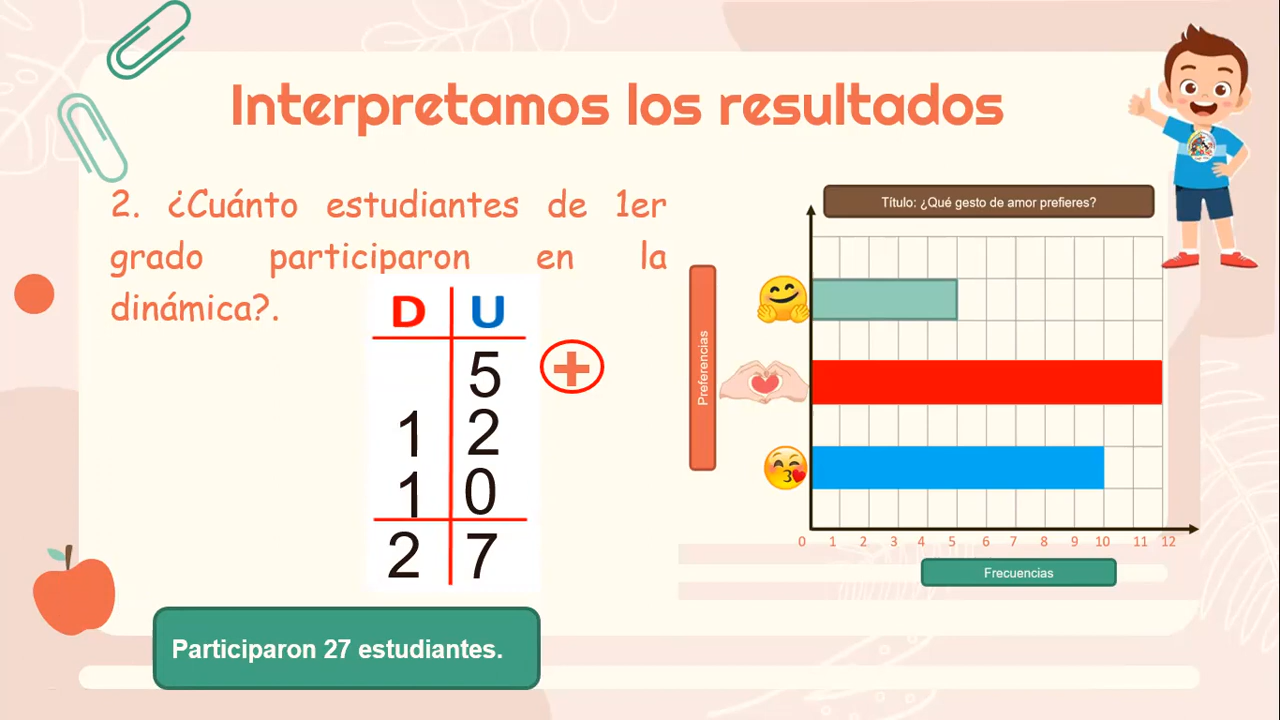 Interpretamos los resultados
2. ¿Cuánto estudiantes de 1er
grado participaron en la
dinámica?.
D U
5
+
1 2
1 0
2 7
Participaron 27 estudiantes.
Título: ¿Qué gesto de amor prefieres?
Preferencias
0 1 2 3 4 5 6 7 8 9 10 11 12
Frecuencias